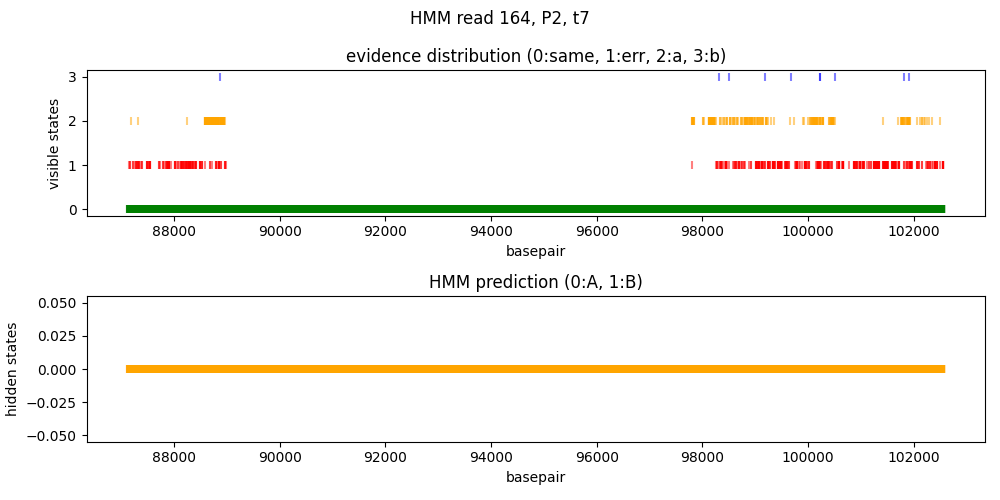 HMM read 164, P2, t7
evidence distribution (0:same, 1:err, 2:a, 3:b)
3
2
1
0
visible states
88000 90000 92000 94000 96000 98000 100000 102000
basepair
HMM prediction (0:A, 1:B)
0.050
0.025
0.000
−0.025
−0.050
hidden states
88000 90000 92000 94000 96000 98000 100000 102000
basepair